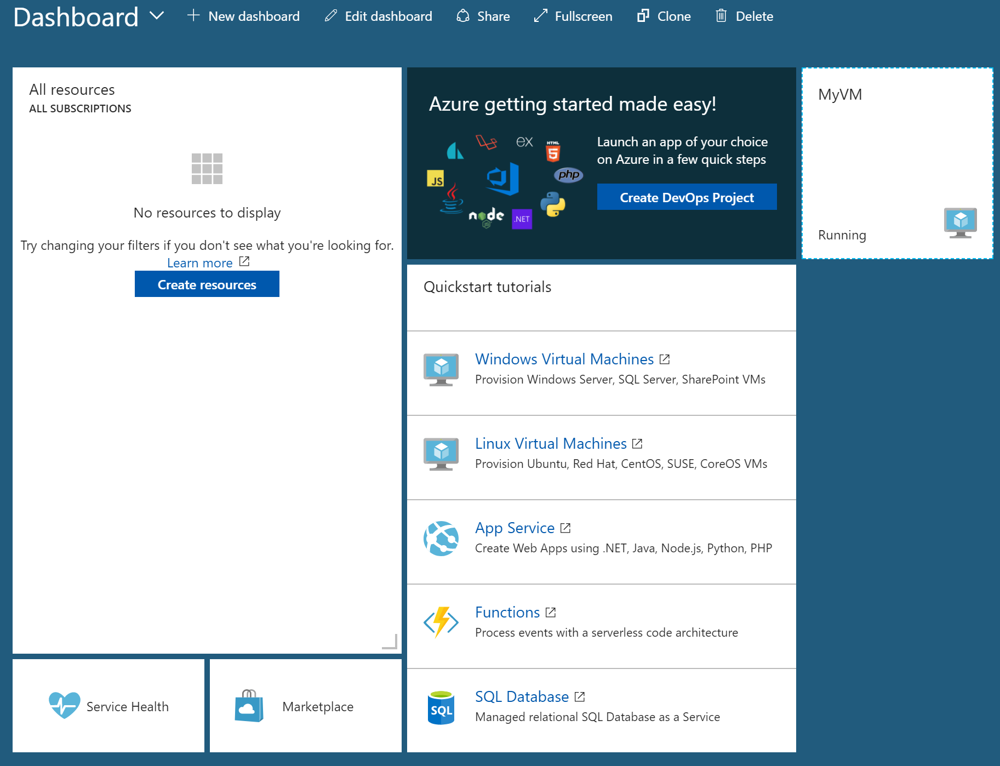 Dashboard
New dashboard
Edit dashboard
Share
Fullscreen
Clone
Delete
All resources
ALL SUBSCRIPTIONS
No resources to display
Try changing your filters if you don't see what you're looking for.
Learn more
Create resources
Service Health
Marketplace
Azure getting started made easy!
ex
HTML
5
JS
php
node
JS
.NET
Launch an app of your choice
on Azure in a few quick steps
Create DevOps Project
Quickstart tutorials
Windows Virtual Machines
Provision Windows Server, SQL Server, SharePoint VMs
Linux Virtual Machines
Provision Ubuntu, Red Hat, CentOS, SUSE, CoreOS VMs
App Service
Create Web Apps using .NET, Java, Node.js, Python, PHP
Functions
Process events with a serverless code architecture
SQL
SQL Database
Managed relational SQL Database as a Service
MyVM
Running